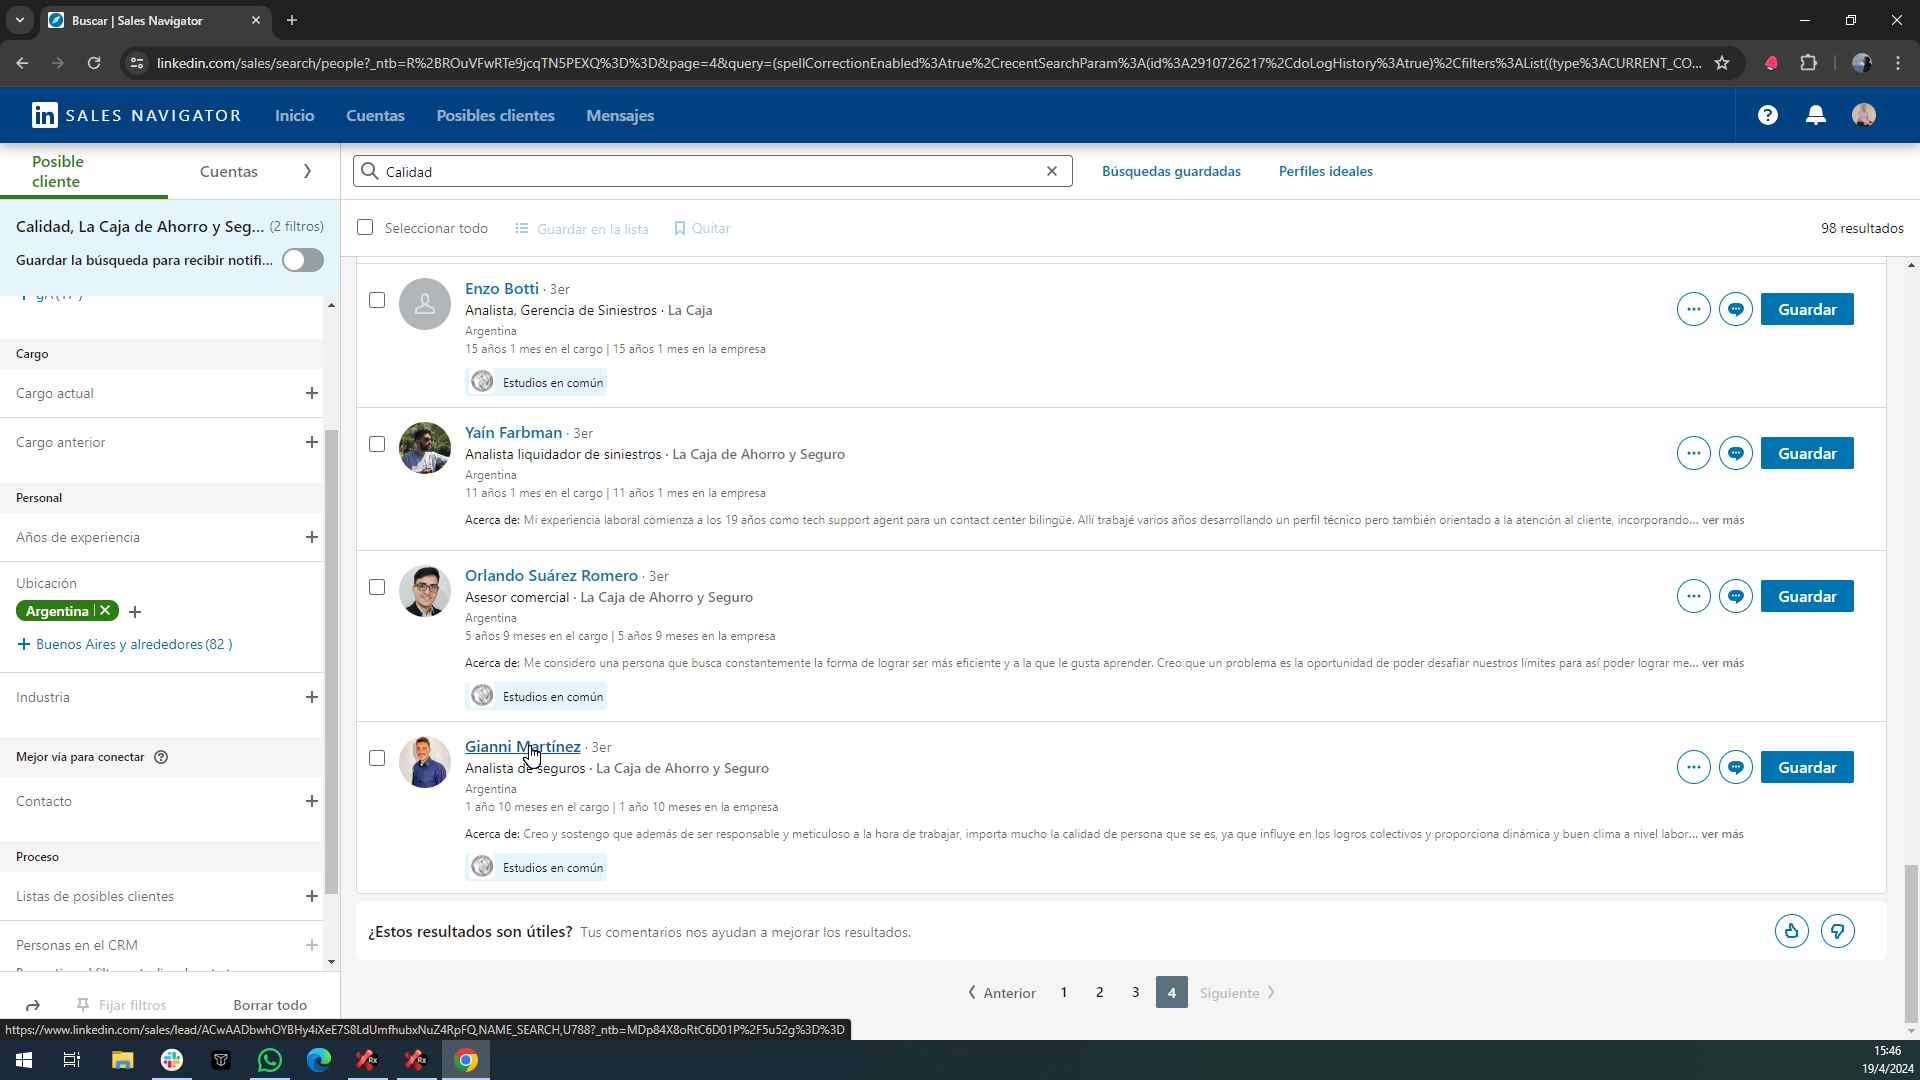 Buscar | Sales Navigator
linkedin.com/sales/search/people?_ntb=R%2BROuVFwRTe9jcqTN5PEXQ%3D%3D&page=4&query=(spellCorrectionEnabled%3Atrue%2CrecentSearchParam%3A(id%3A2910726217%2CdoLogHistory%3Atrue)%2Cfilters%3AList((type%3ACURRENT_CO...
in SALES NAVIGATOR
Inicio
Cuentas
Posibles clientes
Mensajes
Posible cliente
Cuentas
Calidad
Búsquedas guardadas
Perfiles ideales
Calidad, La Caja de Ahorro y Seg... (2 filtros)
Guardar la búsqueda para recibir notifi...
Seleccionar todo
Guardar en la lista
Quitar
98 resultados
Cargo
Cargo actual
Cargo anterior
Personal
Años de experiencia
Ubicación
Argentina
Buenos Aires y alrededores (82 )
Industria
Mejor vía para conectar
Contacto
Proceso
Listas de posibles clientes
Personas en el CRM
Fijar filtros
Borrar todo
Enzo Botti · 3er
Analista, Gerencia de Siniestros · La Caja
Argentina
15 años 1 mes en el cargo | 15 años 1 mes en la empresa
Estudios en común
Guardar
Yaín Farbman · 3er
Analista liquidador de siniestros · La Caja de Ahorro y Seguro
Argentina
11 años 1 mes en el cargo | 11 años 1 mes en la empresa
Acerca de: Mi experiencia laboral comienza a los 19 años como tech support agent para un contact center bilingüe. Allí trabajé varios años desarrollando un perfil técnico pero también orientado a la atención al cliente, incorporando... ver más
Guardar
Orlando Suárez Romero · 3er
Asesor comercial · La Caja de Ahorro y Seguro
Argentina
5 años 9 meses en el cargo | 5 años 9 meses en la empresa
Acerca de: Me considero una persona que busca constantemente la forma de lograr ser más eficiente y a la que le gusta aprender. Creo que un problema es la oportunidad de poder desafiar nuestros límites para así poder lograr me... ver más
Estudios en común
Guardar
Gianni Martínez · 3er
Analista de seguros · La Caja de Ahorro y Seguro
Argentina
1 año 10 meses en el cargo | 1 año 10 meses en la empresa
Acerca de: Creo y sostengo que además de ser responsable y meticuloso a la hora de trabajar, importa mucho la calidad de persona que se es, ya que influye en los logros colectivos y proporciona dinámica y buen clima a nivel labor... ver más
Estudios en común
Guardar
¿Estos resultados son útiles? Tus comentarios nos ayudan a mejorar los resultados.
Anterior 1 2 3 4 Siguiente
https://www.linkedin.com/sales/lead/ACwAADbwhOYBHy4iXeE7S8LdUmfhubxNuZ4RpFQ,NAME_SEARCH,U788?_ntb=MDp84X8oRtC6D01P%2F5u52g%3D%3D
15:46
19/4/2024